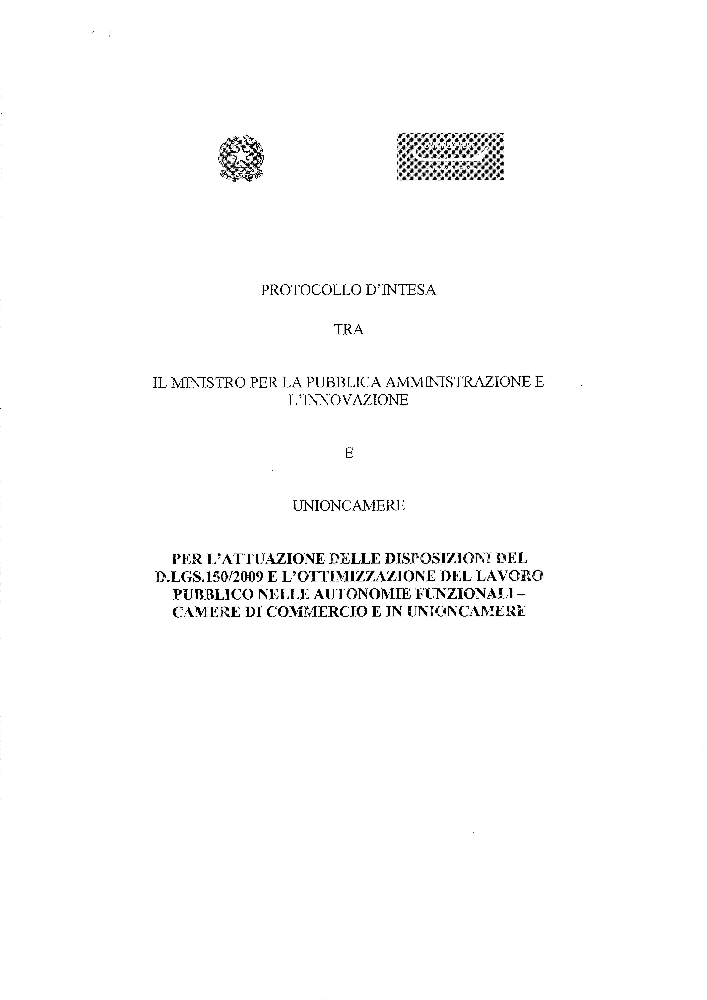 REPUBBLICA ITALIANA
UNIONCAMERE
CAMERE DI COMMERCIO D'ITALIA
PROTOCOLLO D'INTESA
TRA
IL MINISTRO PER LA PUBBLICA AMMINISTRAZIONE E
L'INNOVAZIONE
E
UNIONCAMERE
PER L'ATTUAZIONE DELLE DISPOSIZIONI DEL
D.LGS.150/2009 E L'OTTIMIZZAZIONE DEL LAVORO
PUBBLICO NELLE AUTONOMIE FUNZIONALI –
CAMERE DI COMMERCIO E IN UNIONCAMERE